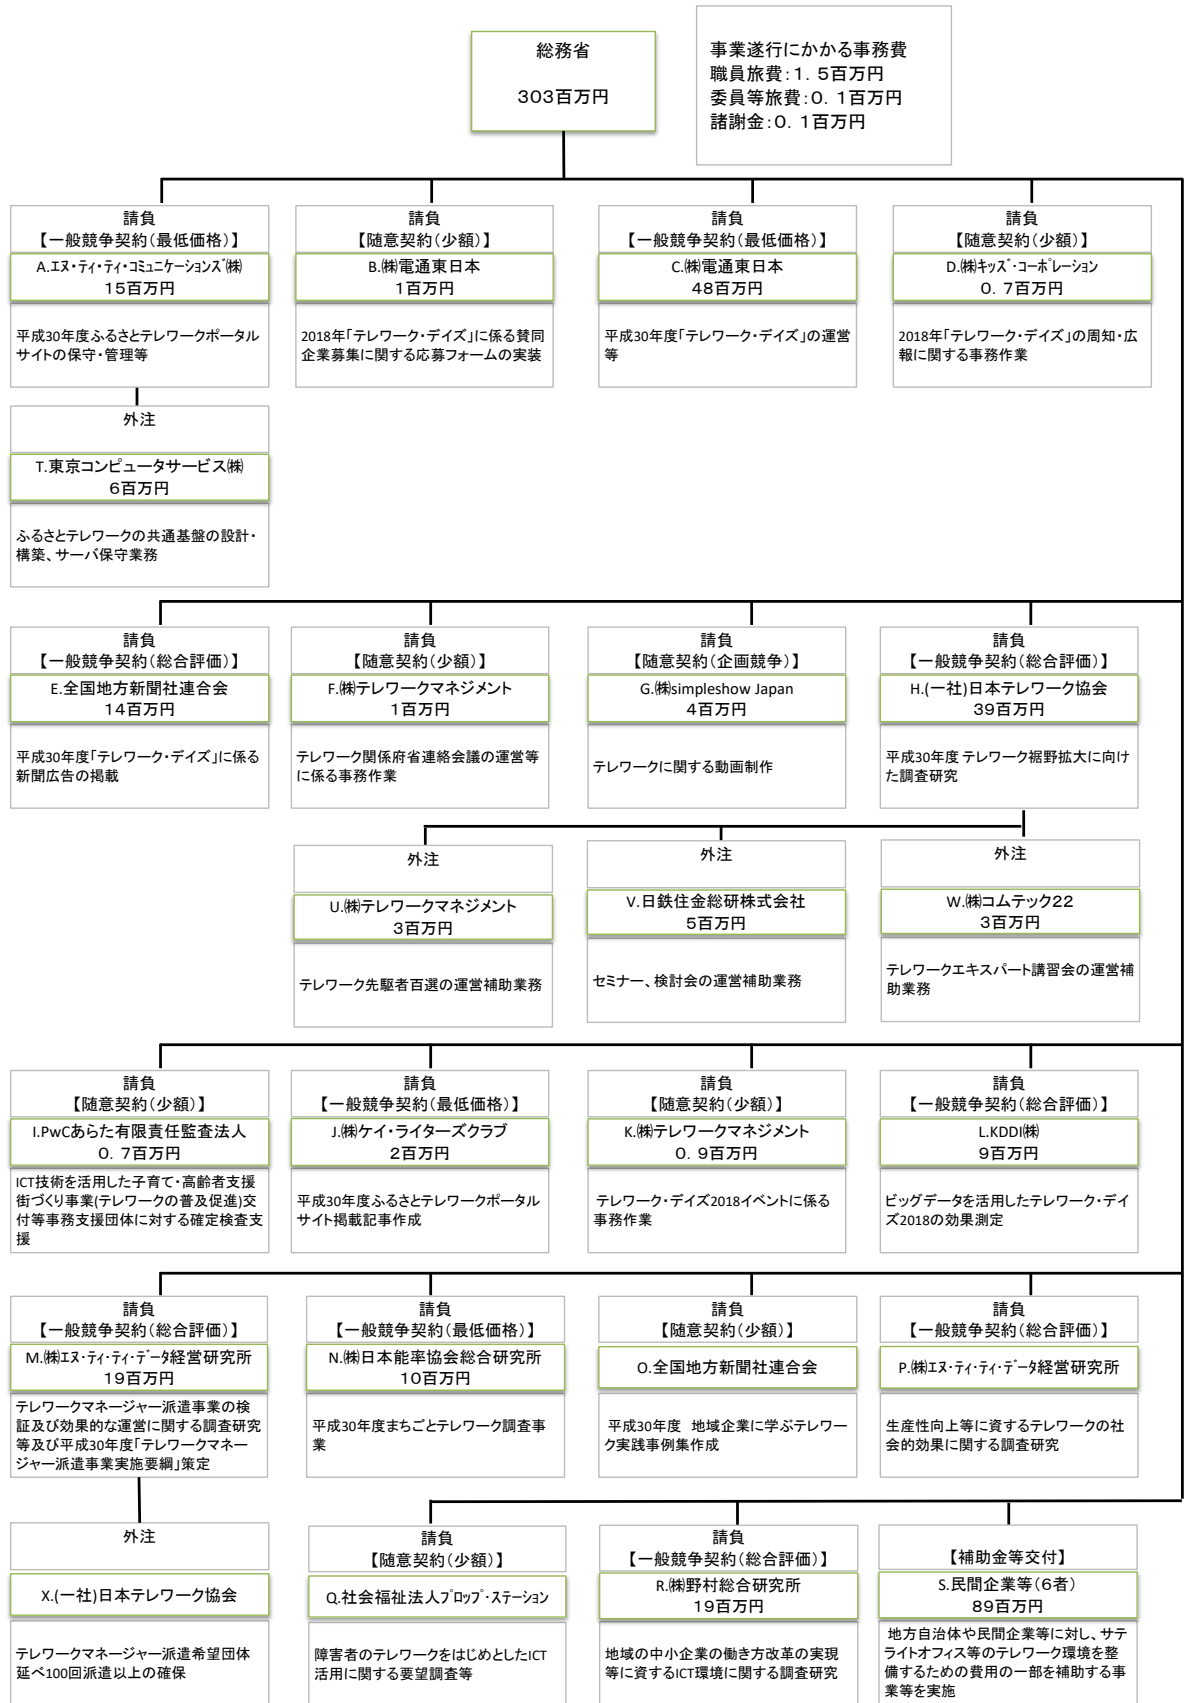 総務省
303百万円
事業遂行にかかる事務費
職員旅費:１．５百万円
委員等旅費:０．１百万円
諸謝金:０．１百万円
請負
【一般競争契約(最低価格)】
A.ｴﾇ・ﾃｨ・ﾃｨ・ｺﾐｭﾆｹｰｼｮﾝｽﾞ㈱
１５百万円
平成30年度ふるさとテレワークポータル
サイトの保守・管理等
請負
【随意契約(少額)】
B.㈱電通東日本
１百万円
2018年「テレワーク・デイズ」に係る賛同
企業募集に関する応募フォームの実装
請負
【一般競争契約(最低価格)】
C.㈱電通東日本
４８百万円
平成30年度「テレワーク・デイズ」の運営
等
請負
【随意契約(少額)】
D.㈱ｷｯｽﾞ・ｺｰﾎﾟﾚｰｼｮﾝ
０．７百万円
2018年「テレワーク・デイズ」の周知・広
報に関する事務作業
外注
T.東京コンピュータサービス㈱
６百万円
ふるさとテレワークの共通基盤の設計・
構築、サーバ保守業務
請負
【一般競争契約(総合評価)】
E.全国地方新聞社連合会
１４百万円
平成30年度「テレワーク・デイズ」に係る
新聞広告の掲載
請負
【随意契約(少額)】
F.㈱テレワークマネジメント
１百万円
テレワーク関係府省連絡会議の運営等
に係る事務作業
請負
【随意契約(企画競争)】
G.㈱simpleshow Japan
４百万円
テレワークに関する動画制作
請負
【一般競争契約(総合評価)】
H.(一社)日本テレワーク協会
３９百万円
平成30年度 テレワーク裾野拡大に向け
た調査研究
外注
U.㈱テレワークマネジメント
３百万円
テレワーク先駆者百選の運営補助業務
外注
V.日鉄住金総研株式会社
５百万円
セミナー、検討会の運営補助業務
外注
W.㈱コムテック２２
３百万円
テレワークエキスパート講習会の運営補
助業務
請負
【随意契約(少額)】
I.PwCあらた有限責任監査法人
０．７百万円
ICT技術を活用した子育て・高齢者支援
街づくり事業(テレワークの普及促進)交
付等事務支援団体に対する確定検査支
援
請負
【一般競争契約(最低価格)】
J.㈱ケイ・ライターズクラブ
２百万円
平成30年度ふるさとテレワークポータル
サイト掲載記事作成
請負
【随意契約(少額)】
K.㈱テレワークマネジメント
０．９百万円
テレワーク・デイズ2018イベントに係る
事務作業
請負
【一般競争契約(総合評価)】
L.KDDI㈱
９百万円
ビッグデータを活用したテレワーク・デイ
ズ2018の効果測定
請負
【一般競争契約(総合評価)】
M.㈱ｴﾇ・ﾃｨ・ﾃｨ・ﾃﾞｰﾀ経営研究所
１９百万円
テレワークマネージャー派遣事業の検
証及び効果的な運営に関する調査研究
等及び平成30年度「テレワークマネー
ジャー派遣事業実施要綱」策定
請負
【一般競争契約(最低価格)】
N.㈱日本能率協会総合研究所
１０百万円
平成30年度まちごとテレワーク調査事
業
請負
【随意契約(少額)】
O.全国地方新聞社連合会
平成30年度　地域企業に学ぶテレワー
ク実践事例集作成
請負
【一般競争契約(総合評価)】
P.㈱ｴﾇ・ﾃｨ・ﾃｨ・ﾃﾞｰﾀ経営研究所
生産性向上等に資するテレワークの社
会的効果に関する調査研究
外注
X.(一社)日本テレワーク協会
テレワークマネージャー派遣希望団体
延べ100回派遣以上の確保
請負
【随意契約(少額)】
Q.社会福祉法人ﾌﾟﾛｯﾌﾟ・ｽﾃｰｼｮﾝ
障害者のテレワークをはじめとしたICT
活用に関する要望調査等
請負
【一般競争契約(総合評価)】
R.㈱野村総合研究所
１９百万円
地域の中小企業の働き方改革の実現
等に資するICT環境に関する調査研究
【補助金等交付】
S.民間企業等(６者)
８９百万円
地方自治体や民間企業等に対し、サテ
ライトオフィス等のテレワーク環境を整
備するための費用の一部を補助する事
業等を実施